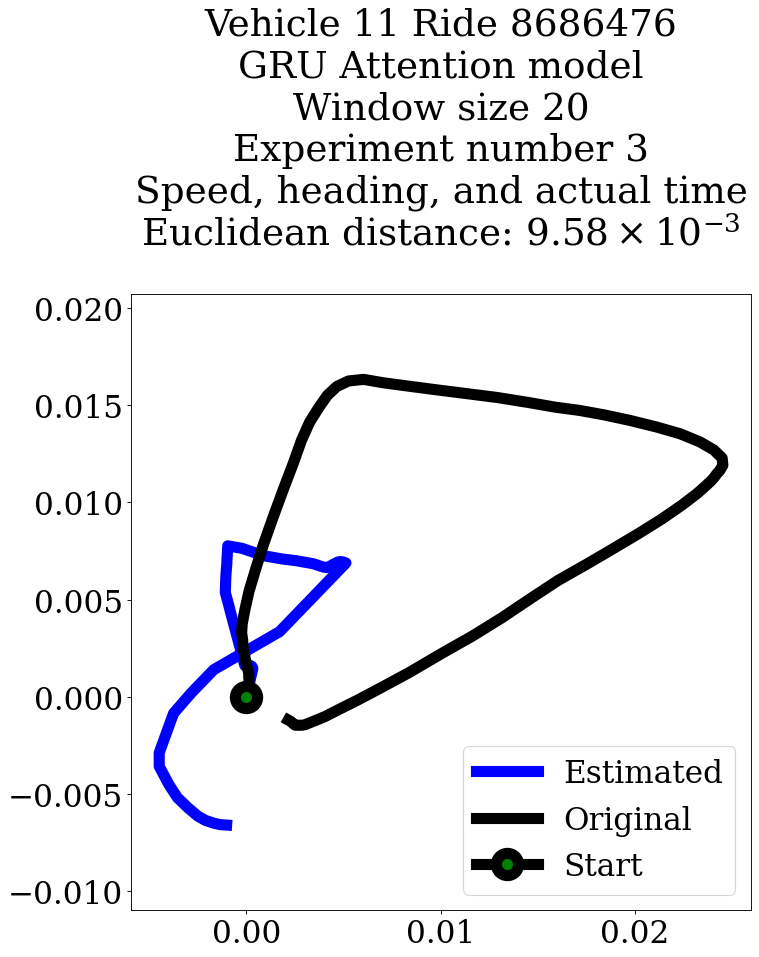 Vehicle 11 Ride 8686476
GRU Attention model
Window size 20
Experiment number 3
Speed, heading, and actual time
Euclidean distance: 9.58 × 10⁻³
0.020
0.015
0.010
0.005
0.000
−0.005
−0.010
0.00 0.01 0.02
Estimated
Original
Start